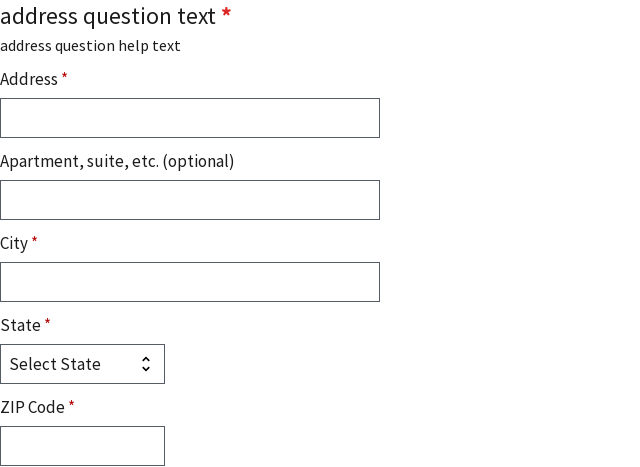 address question text *
address question help text
Address *
Apartment, suite, etc. (optional)
City *
State *
Select State
ZIP Code *